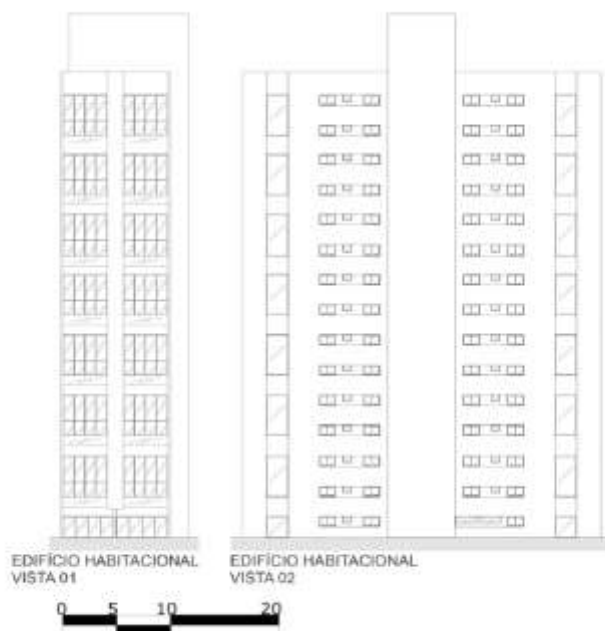 EDIFÍCIO HABITACIONAL
VISTA 01
EDIFÍCIO HABITACIONAL
VISTA 02
0 5 10 20